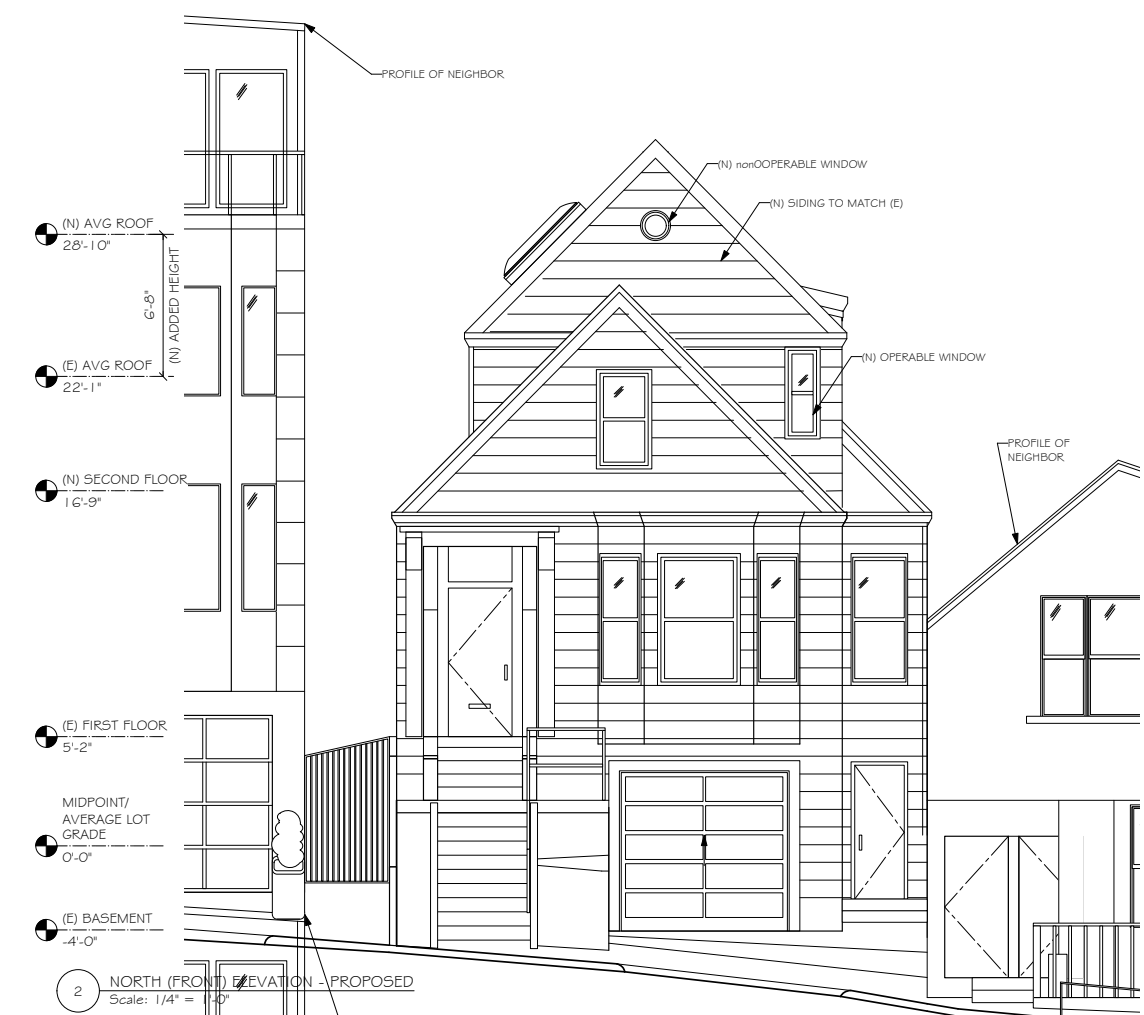 PROFILE OF NEIGHBOR
(N) nonOOPERABLE WINDOW
(N) SIDING TO MATCH (E)
(N) AVG ROOF
28'-10"
6'-8"
(N) ADDED HEIGHT
(E) AVG ROOF
22'-1"
(N) OPERABLE WINDOW
PROFILE OF
NEIGHBOR
(N) SECOND FLOOR
16'-9"
(E) FIRST FLOOR
5'-2"
MIDPOINT/
AVERAGE LOT
GRADE
0'-0"
(E) BASEMENT
-4'-0"
2
NORTH (FRONT) ELEVATION - PROPOSED
Scale: 1/4" = 1'-0"